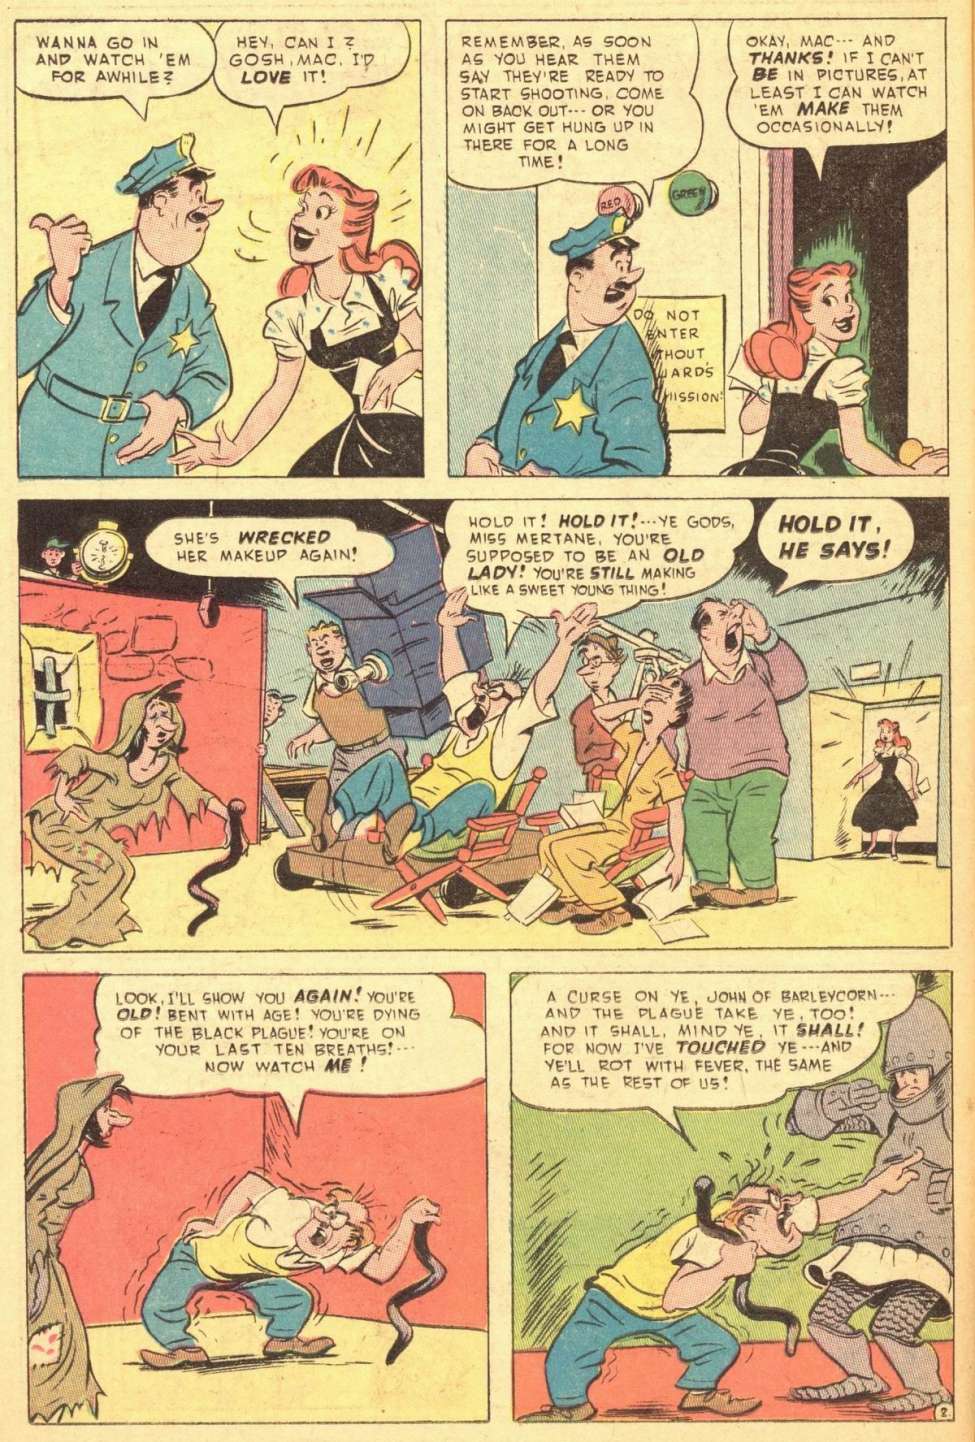 WANNA GO IN
AND WATCH 'EM
FOR AWHILE?
HEY, CAN I?
GOSH, MAC, I'D
LOVE IT!
REMEMBER, AS SOON
AS YOU HEAR THEM
SAY THEY'RE READY TO
START SHOOTING, COME
ON BACK OUT--- OR YOU
MIGHT GET HUNG UP IN
THERE FOR A LONG
TIME!
OKAY, MAC--- AND
THANKS! IF I CAN'T
BE IN PICTURES, AT
LEAST I CAN WATCH
'EM MAKE THEM
OCCASIONALLY!
RED
GREEN
DO NOT
ENTER
THOUT
UARD'S
MISSION!
SHE'S WRECKED
HER MAKEUP AGAIN!
HOLD IT! HOLD IT!---YE GODS,
MISS MERTANE, YOU'RE
SUPPOSED TO BE AN OLD
LADY! YOU'RE STILL MAKING
LIKE A SWEET YOUNG THING!
HOLD IT,
HE SAYS!
LOOK, I'LL SHOW YOU AGAIN! YOU'RE
OLD! BENT WITH AGE! YOU'RE DYING
OF THE BLACK PLAGUE! YOU'RE ON
YOUR LAST TEN BREATHS!---
NOW WATCH ME!
A CURSE ON YE, JOHN OF BARLEYCORN---
AND THE PLAGUE TAKE YE, TOO!
AND IT SHALL, MIND YE, IT SHALL!
FOR NOW I'VE TOUCHED YE---AND
YE'LL ROT WITH FEVER, THE SAME
AS THE REST OF US!
2